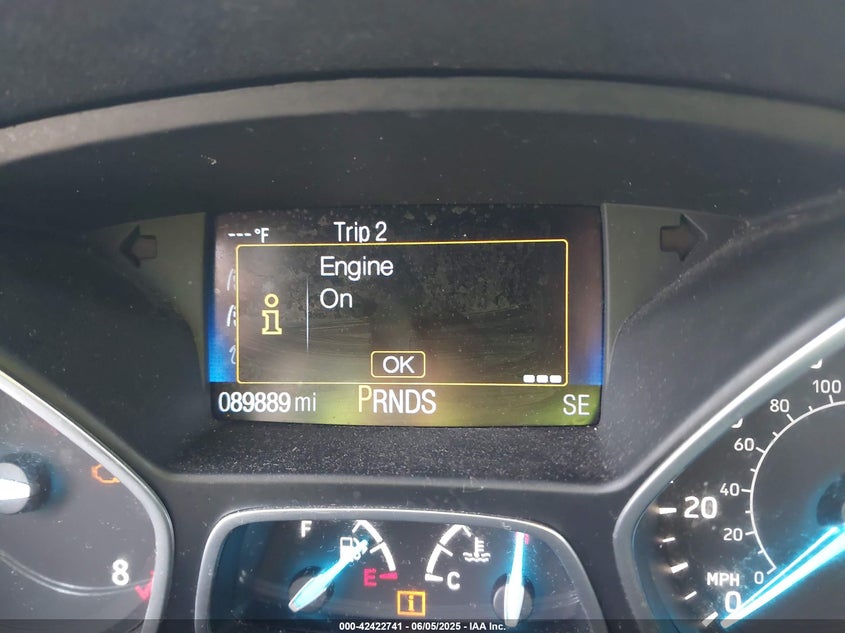 ---°F Trip 2
Engine
On
OK
089889 mi PRNDS SE
8
F
E
C
100
80
60
40
20
0
20
0
MPH
000-42422741 - 06/05/2025 - IAA Inc.